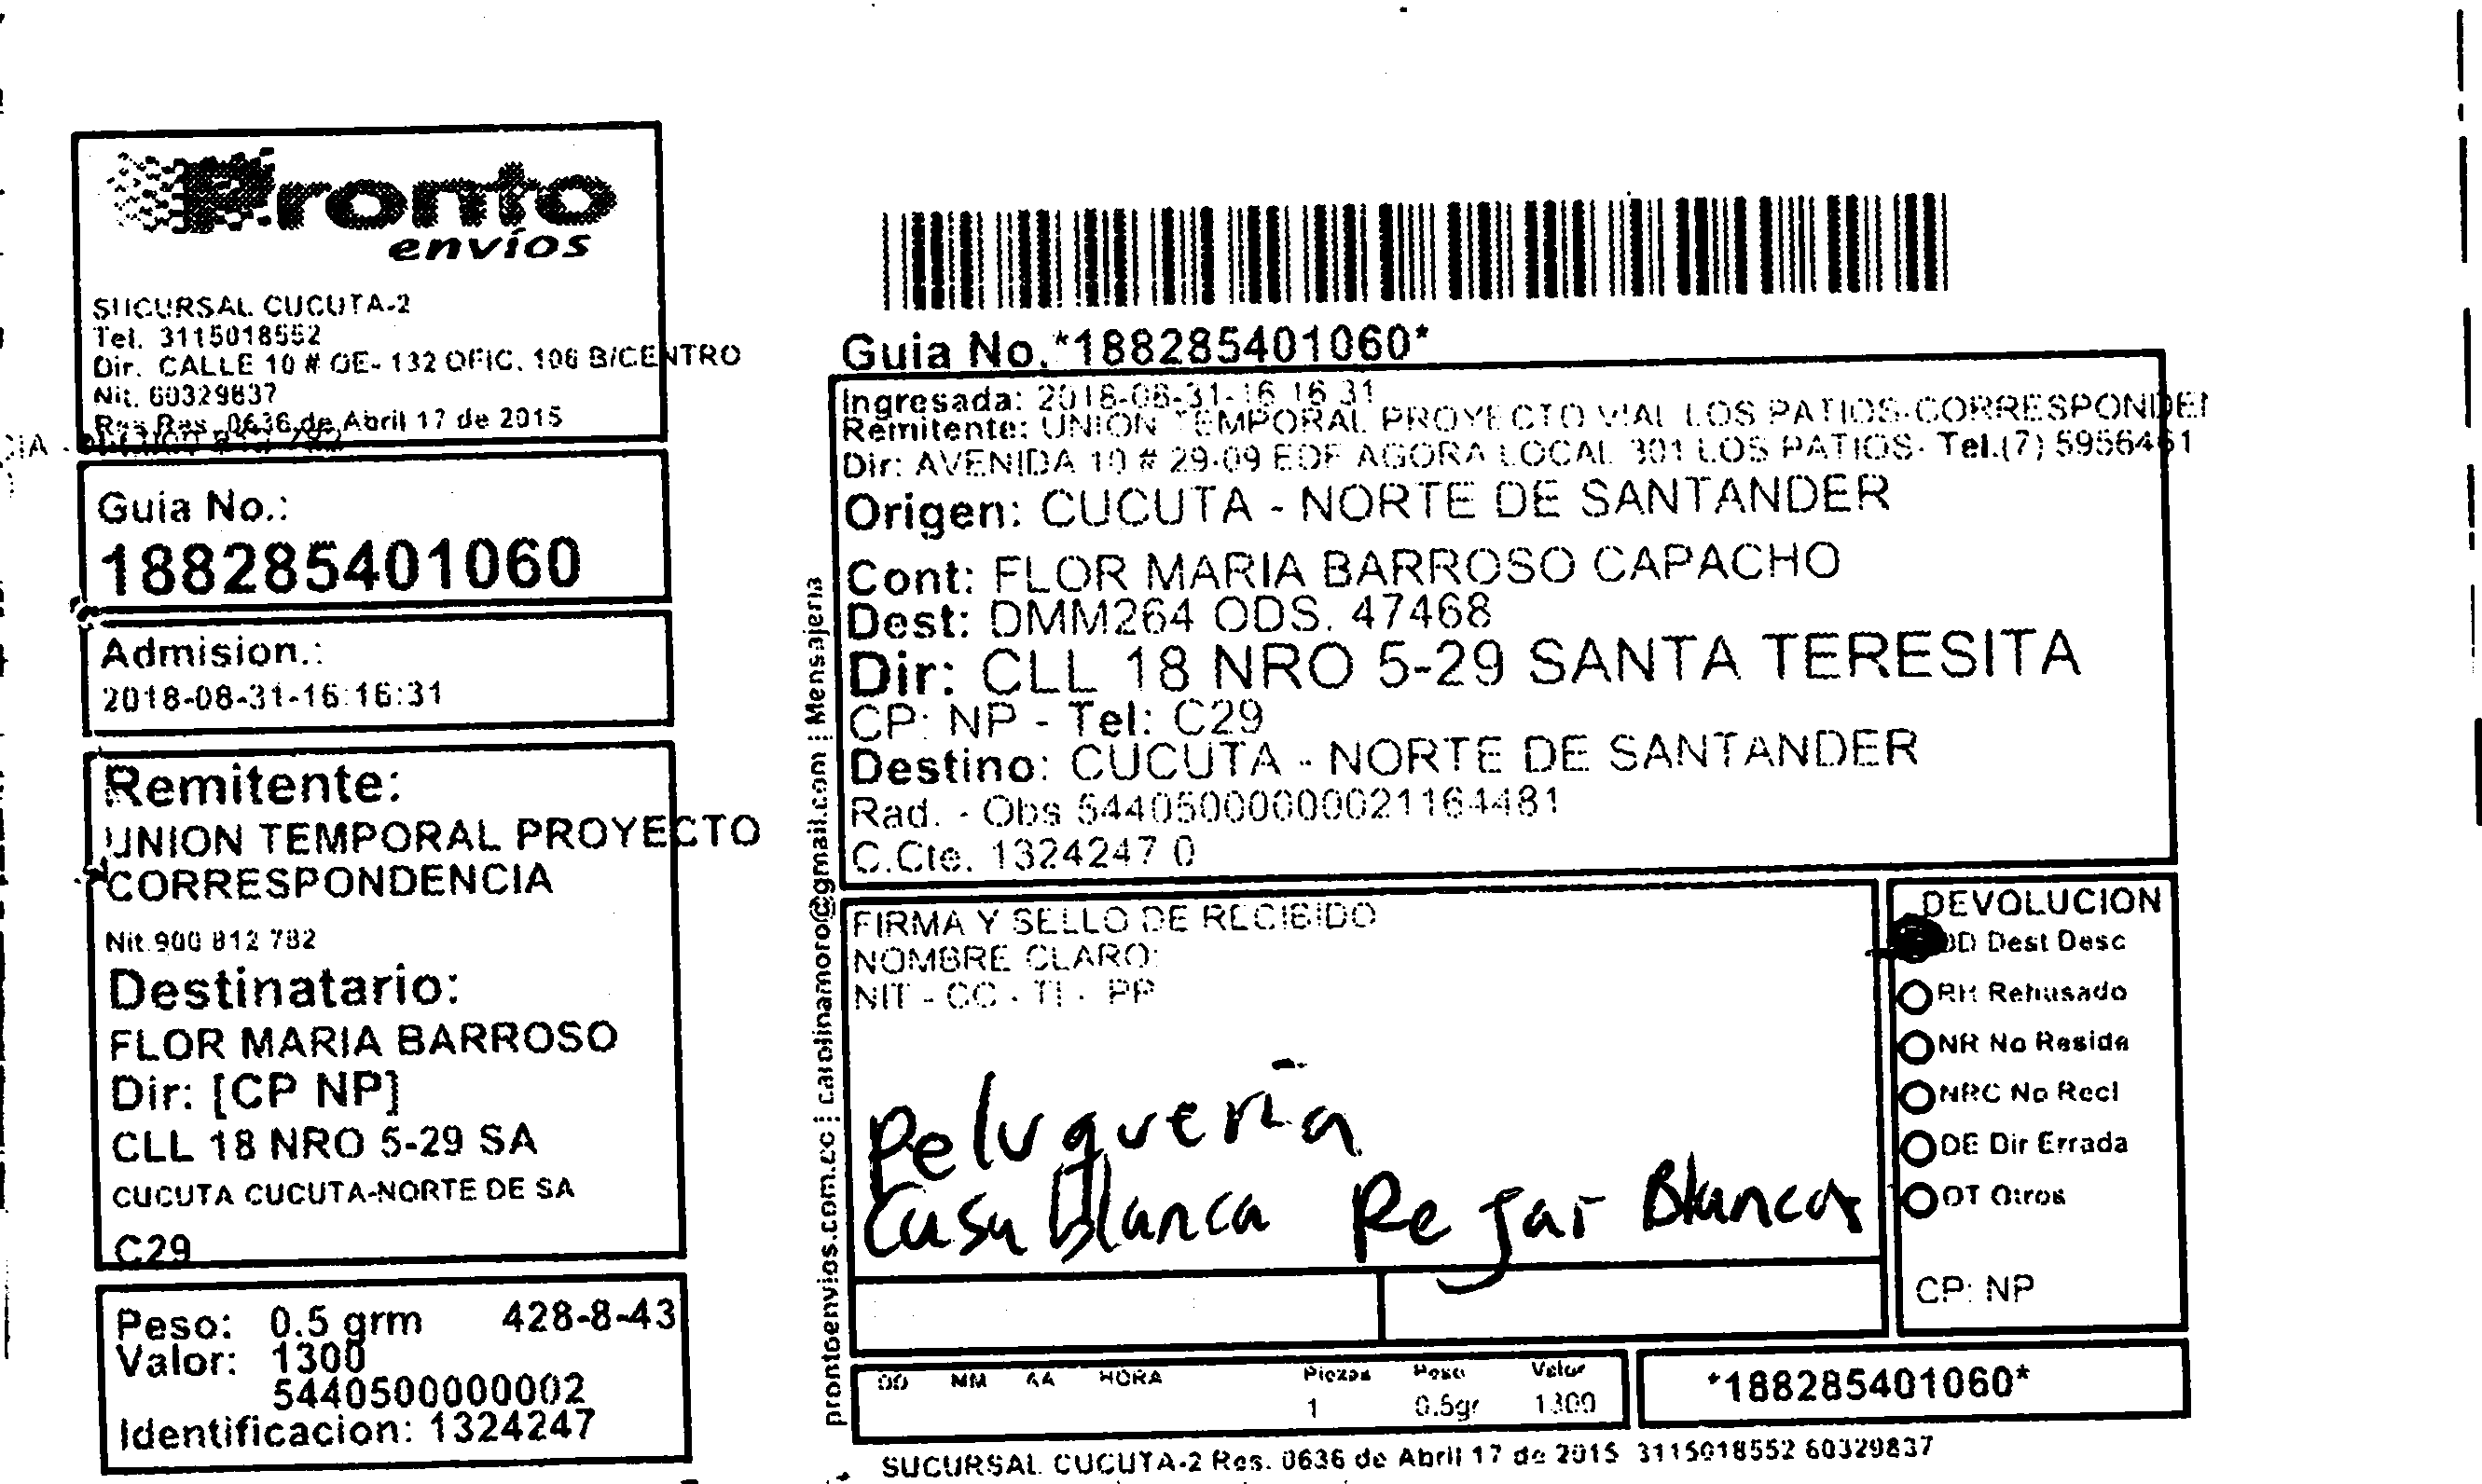 Pronto
envíos
SUCURSAL CUCUTA-2
Tel. 3115018552
Dir. CALLE 10 # OE- 132 OFIC. 106 B/CENTRO
Nit. 60329837
Res Res. 0636 de Abril 17 de 2015
Guia No.:
188285401060
Admision.:
2018-08-31-16:16:31
Remitente:
UNION TEMPORAL PROYECTO
CORRESPONDENCIA
Nit.900 812 782
Destinatario:
FLOR MARIA BARROSO
Dir: [CP NP]
CLL 18 NRO 5-29 SA
CUCUTA CUCUTA-NORTE DE SA
C29
Peso: 0.5 grm 428-8-43
Valor: 1300
5440500000002
Identificacion: 1324247
prontoenvios.com.co | carolinamoro@gmail.com | Mensajeria
Guia No.*188285401060*
Ingresada: 2018-08-31-16 16 31
Remitente: UNION TEMPORAL PROYECTO VIAL LOS PATIOS-CORRESPONDEN
Dir: AVENIDA 10 # 29-09 EDF AGORA LOCAL 301 LOS PATIOS- Tel.(7) 5956461
Origen: CUCUTA - NORTE DE SANTANDER
Cont: FLOR MARIA BARROSO CAPACHO
Dest: DMM264 ODS. 47468
Dir: CLL 18 NRO 5-29 SANTA TERESITA
CP: NP - Tel: C29
Destino: CUCUTA - NORTE DE SANTANDER
Rad. - Obs 54405000000021164481
C.Cte. 1324247 0
FIRMA Y SELLO DE RECIBIDO
NOMBRE CLARO:
NIT - CC - TI - PP
Peluquería
Casa Blanca Rejar Blancas
DEVOLUCION
DD Dest Desc
RH Rehusado
NR No Reside
NRC No Recl
DE Dir Errada
OT Otros
CP: NP
DD MM AA HORA Piezas Peso Valor
1 0.5gr 1300
*188285401060*
SUCURSAL CUCUTA-2 Res. 0636 de Abril 17 de 2015 3115018552 60329837